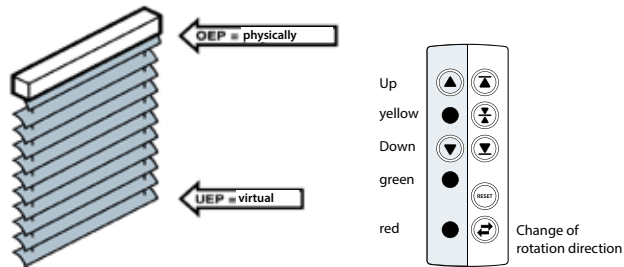 OEP = physically
UEP = virtual
Up
yellow
Down
green
RESET
red
Change of
rotation direction